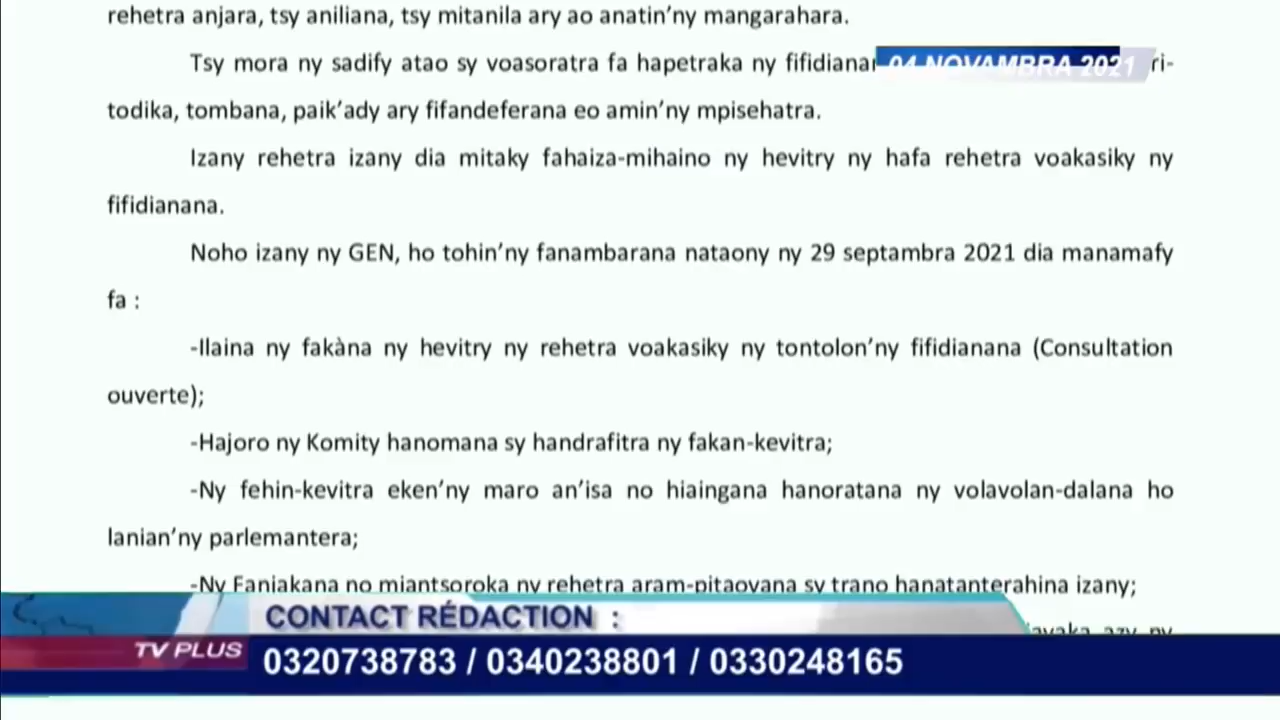 rehetra anjara, tsy aniliana, tsy mitanila ary ao anatin’ny mangarahara.
Tsy mora ny sadify atao sy voasoratra fa hapetraka ny
04 NOVAMBRA 2021
ri-
todika, tombana, paik’ady ary fifandeferana eo amin’ny mpisehatra.
Izany rehetra izany dia mitaky fahaiza-mihaino ny hevitry ny hafa rehetra voakasiky ny
fifidianana.
Noho izany ny GEN, ho tohin’ny fanambarana nataony ny 29 septambra 2021 dia manamafy
fa :
-Ilaina ny fakàna ny hevitry ny rehetra voakasiky ny tontolon’ny fifidianana (Consultation
ouverte);
-Hajoro ny Komity hanomana sy handrafitra ny fakan-kevitra;
-Ny fehin-kevitra eken’ny maro an’isa no hiaingana hanoratana ny volavolan-dalana ho
lanian’ny parlemantera;
-Ny Fanjakana no miantsoroka ny rehetra aram-pitaovana sy trano hanatanterahina izany;
azy ny
CONTACT RÉDACTION :
TV PLUS
0320738783 / 0340238801 / 0330248165